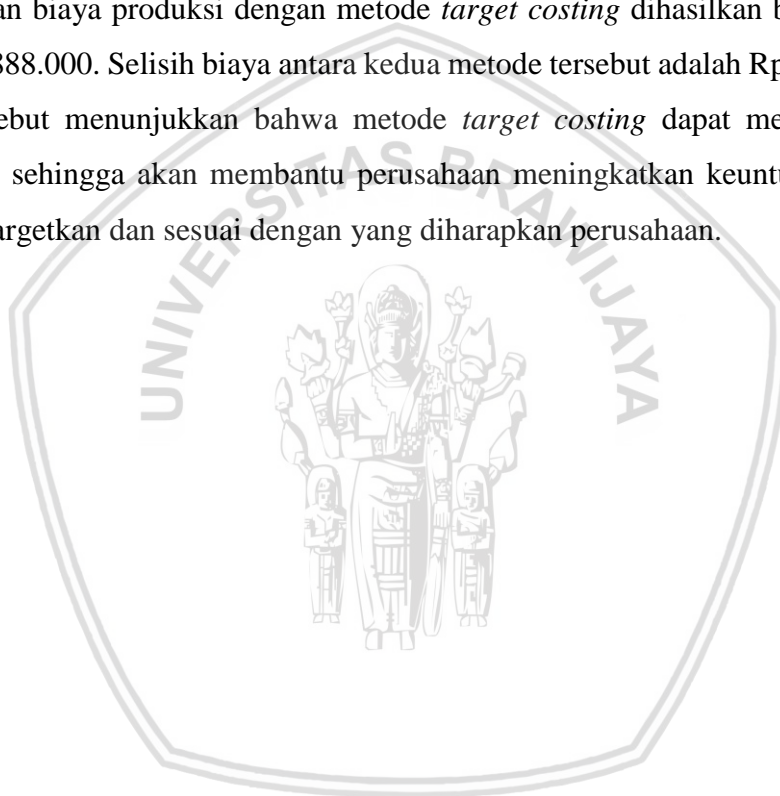 an biaya produksi dengan metode target costing dihasilkan b
388.000. Selisih biaya antara kedua metode tersebut adalah Rp
ebut menunjukkan bahwa metode target costing dapat me
sehingga akan membantu perusahaan meningkatkan keuntu
argetkan dan sesuai dengan yang diharapkan perusahaan.
UNIVERSITAS BRAWIJAYA